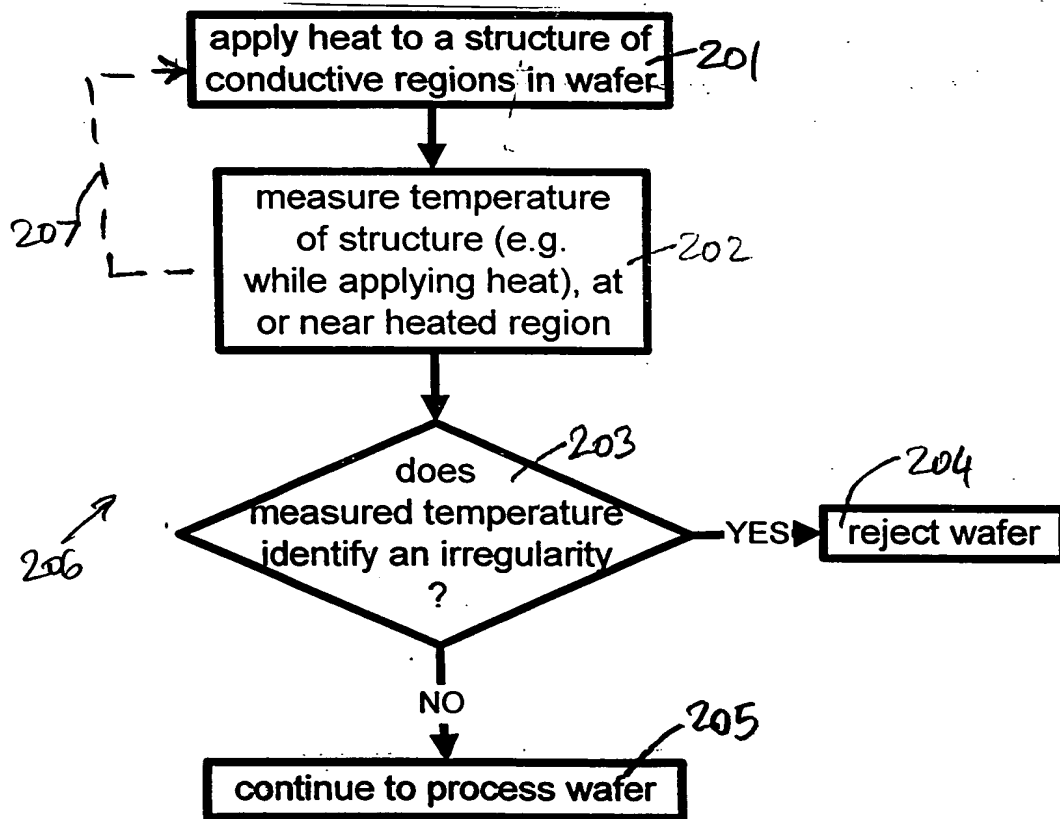 apply heat to a structure of
conductive regions in wafer
201
measure temperature
of structure (e.g.
while applying heat), at
or near heated region
202
207
does
measured temperature
identify an irregularity
?
203
YES
reject wafer
204
206
NO
continue to process wafer
205